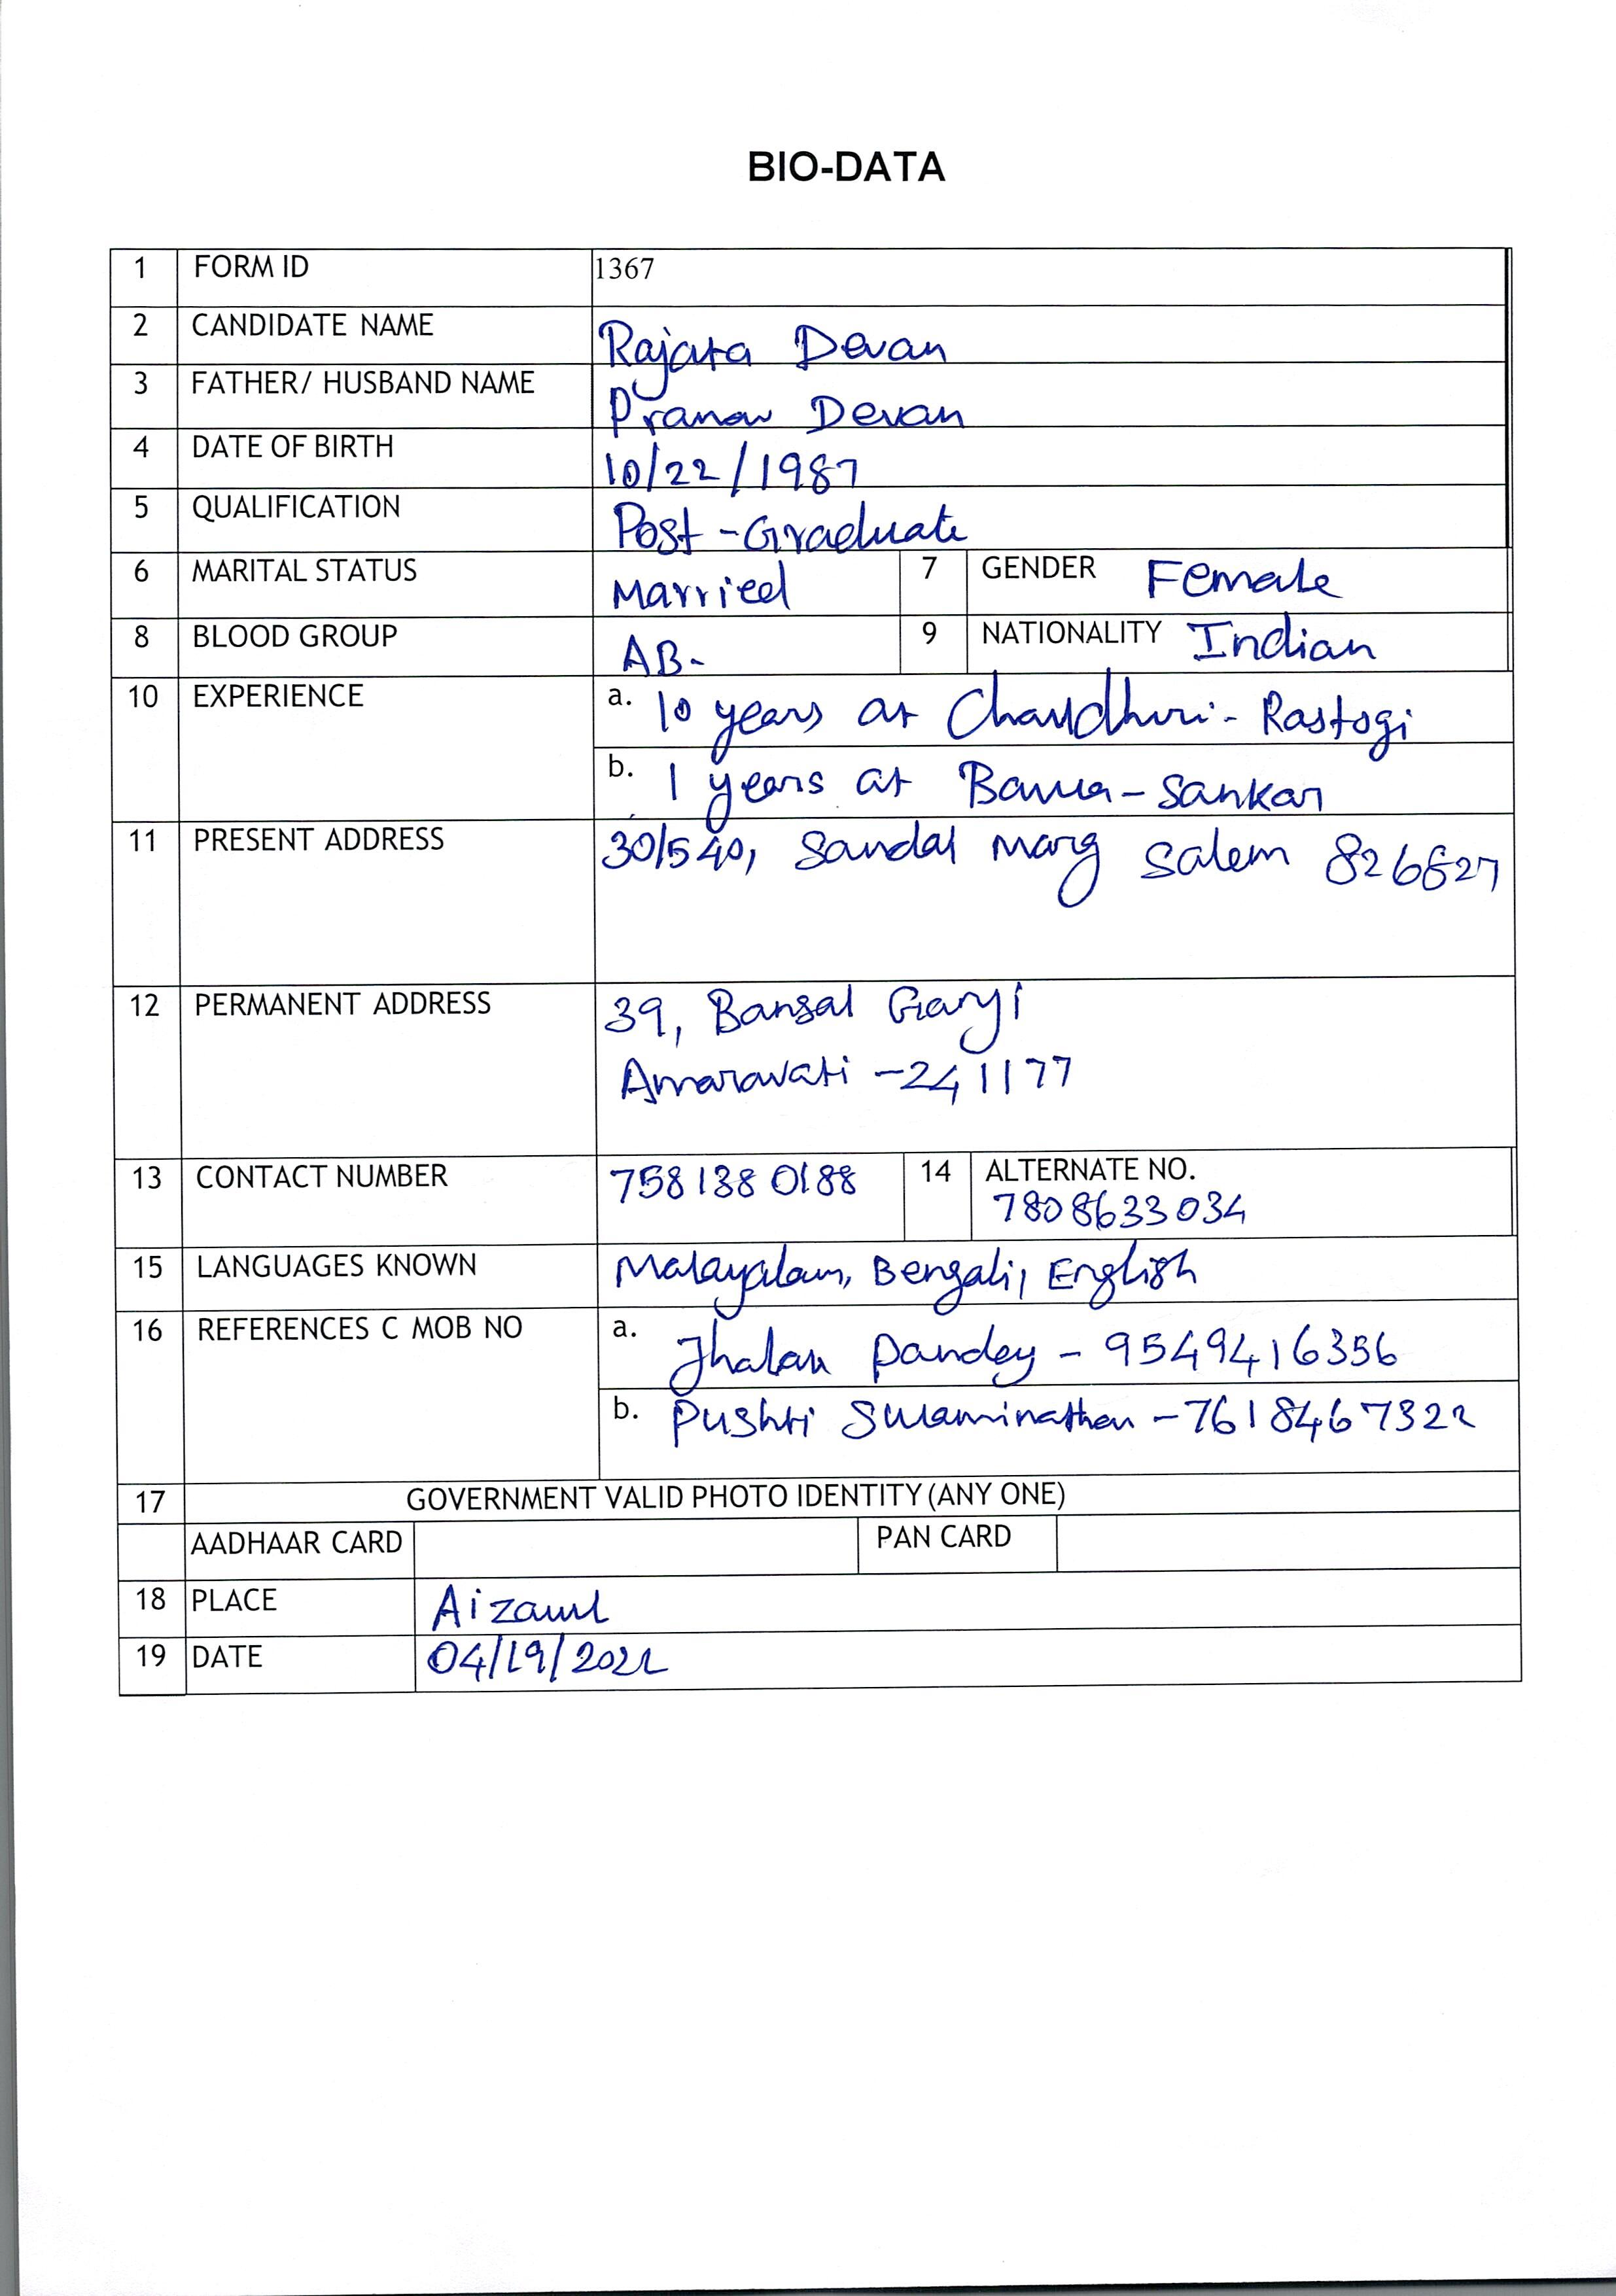 BIO-DATA
1 FORM ID 1367
2 CANDIDATE NAME Rajata Devan
3 FATHER/ HUSBAND NAME Pranav Devan
4 DATE OF BIRTH 10/22/1987
5 QUALIFICATION Post-Graduate
6 MARITAL STATUS Married 7 GENDER Female
8 BLOOD GROUP AB- 9 NATIONALITY Indian
10 EXPERIENCE a. 10 years at Chaudhuri-Rastogi
b. 1 years at Bawa-Sankar
11 PRESENT ADDRESS 30/540, Sandal Marg Salem 826627
12 PERMANENT ADDRESS 39, Bansal Ganj
Amaravati -241177
13 CONTACT NUMBER 7581380188 14 ALTERNATE NO.
7808633034
15 LANGUAGES KNOWN Malayalam, Bengali, English
16 REFERENCES C MOB NO a. Jhalak Pandey - 9549416356
b. Pushti Swaminathan -7618467322
17 GOVERNMENT VALID PHOTO IDENTITY (ANY ONE)
AADHAAR CARD PAN CARD
18 PLACE Aizawl
19 DATE 04/19/2022